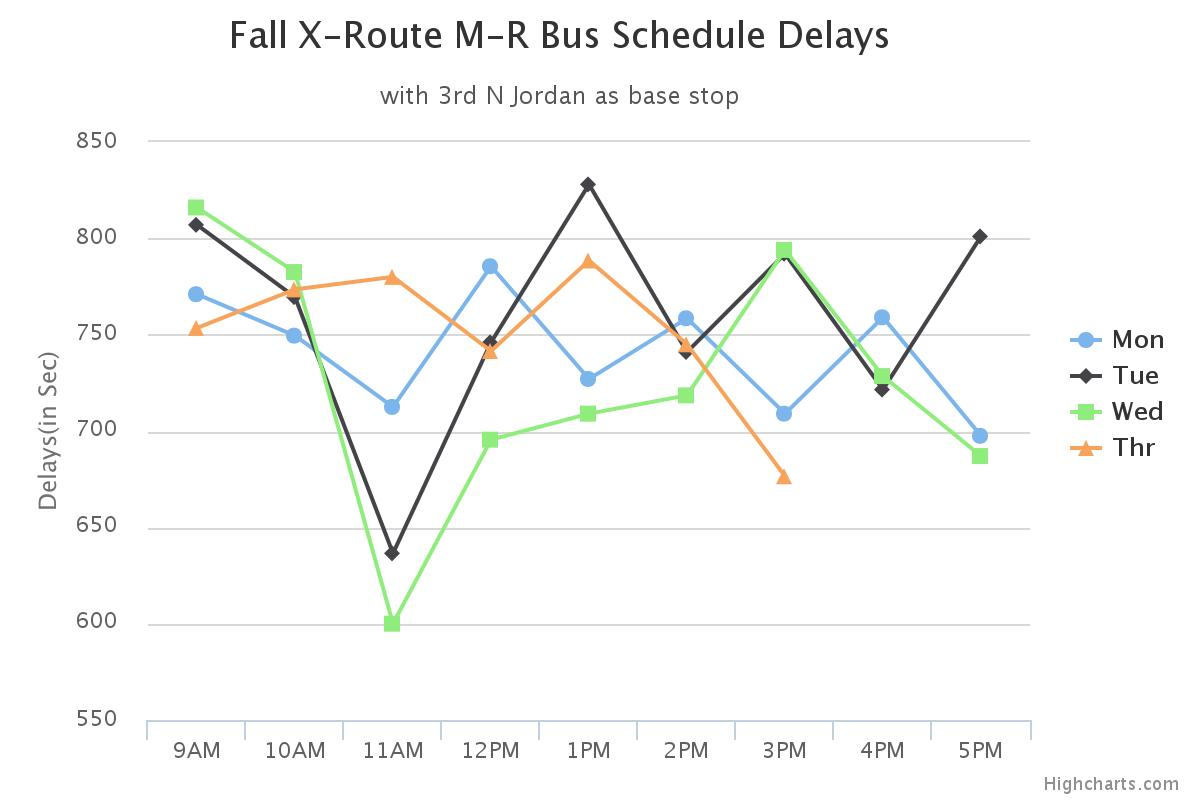 Fall X-Route M-R Bus Schedule Delays
with 3rd N Jordan as base stop
Delays(in Sec)
850
800
750
700
650
600
550
9AM 10AM 11AM 12PM 1PM 2PM 3PM 4PM 5PM
Mon
Tue
Wed
Thr
Highcharts.com